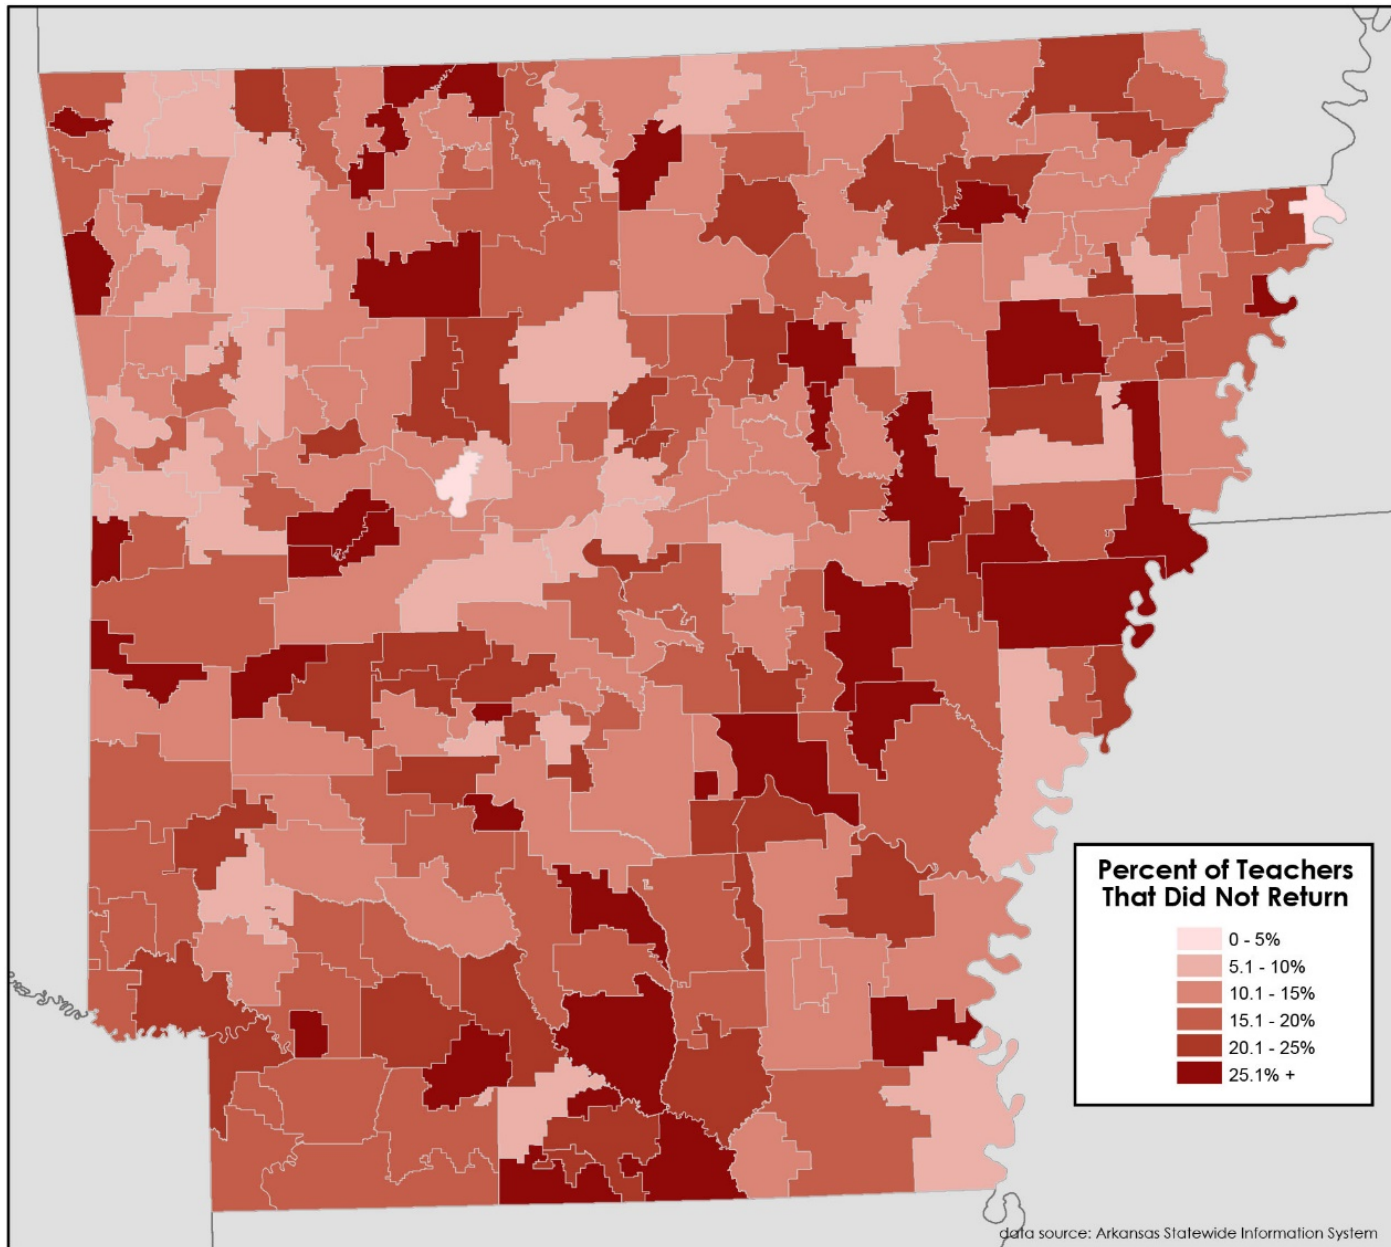 Percent of Teachers
That Did Not Return
0 - 5%
5.1 - 10%
10.1 - 15%
15.1 - 20%
20.1 - 25%
25.1% +
data source: Arkansas Statewide Information System